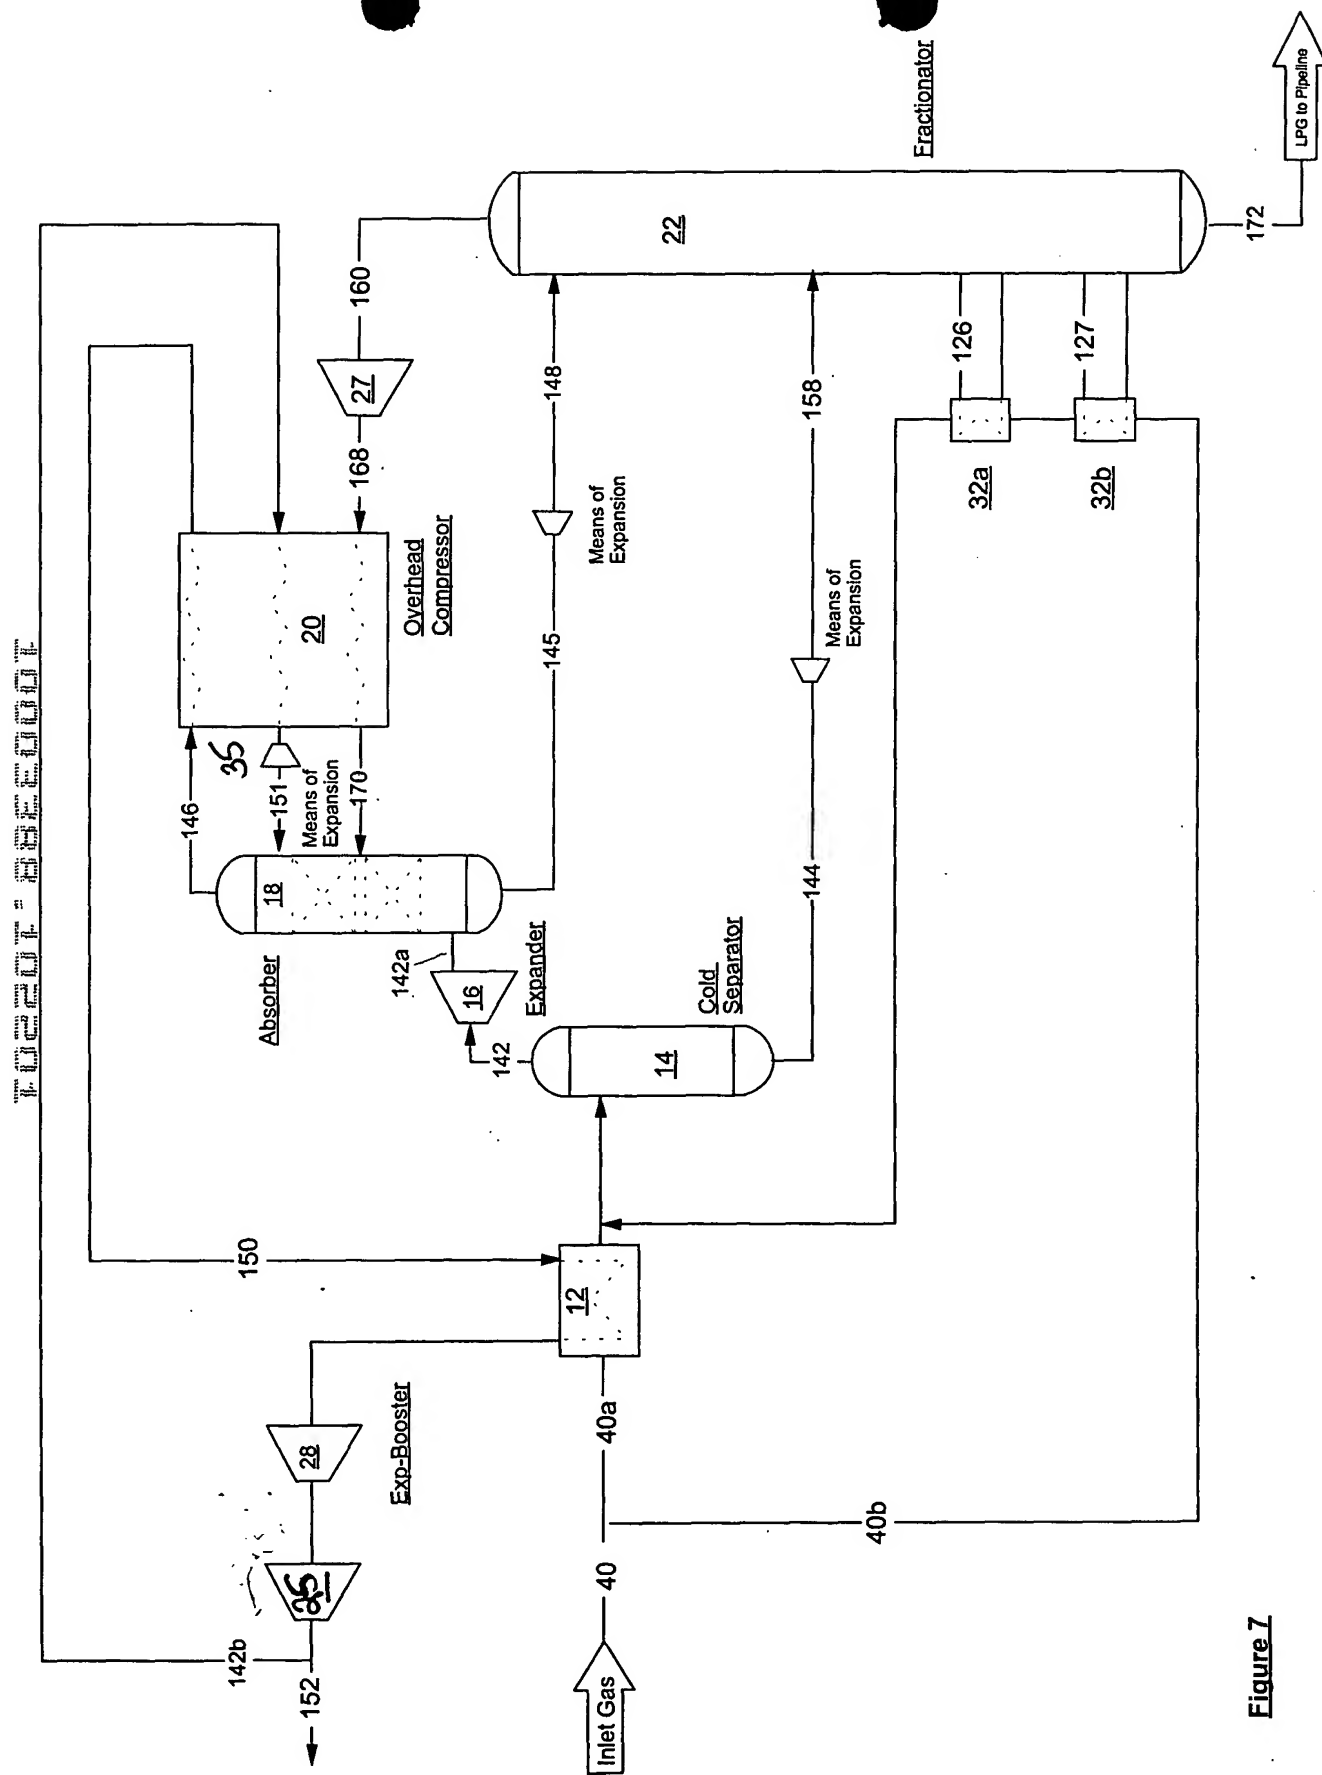 146
35
142b
150
Absorber
18
151
152
25
28
Means of
Expansion
20
170
168
27
160
Exp-Booster
142a
Overhead
Compressor
16
142
Expander
145
148
12
Inlet Gas
40
40a
Means of
Expansion
14
22
Cold
Separator
144
158
Means of
Expansion
40b
Fractionator
126
32a
127
32b
172
LPG to Pipeline
Figure 7